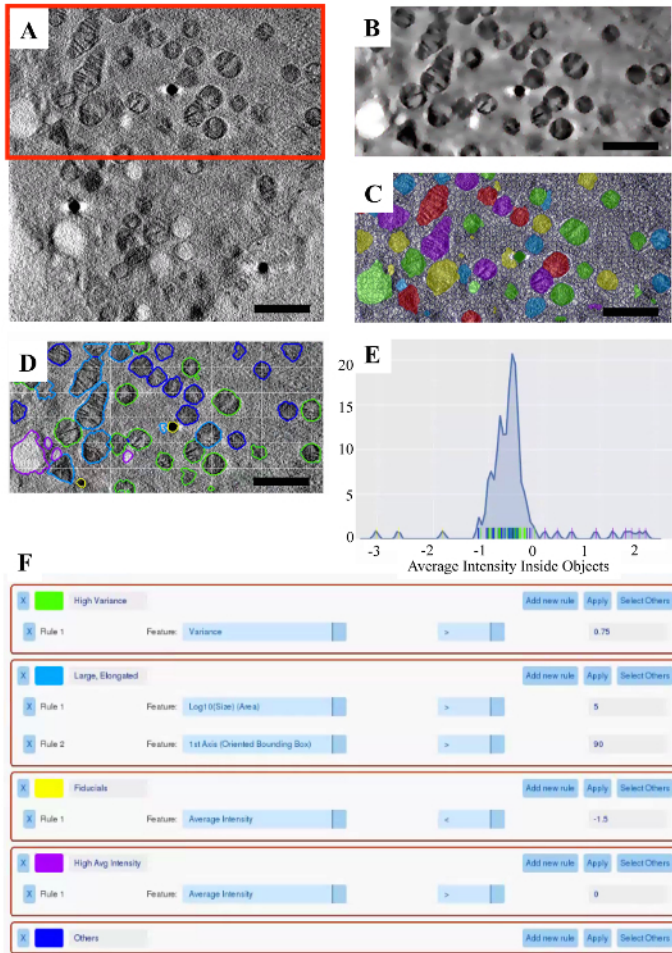 A
B
C
D
E
20
15
10
5
0
-3 -2 -1 0 1 2
Average Intensity Inside Objects
F
X High Variance Add new rule Apply Select Others
X Rule 1 Feature: Variance > 0.75
X Large, Elongated Add new rule Apply Select Others
X Rule 1 Feature: Log10(Size) (Area) > 5
X Rule 2 Feature: 1st Axis (Oriented Bounding Box) > 90
X Fiducials Add new rule Apply Select Others
X Rule 1 Feature: Average Intensity < -1.5
X High Avg Intensity Add new rule Apply Select Others
X Rule 1 Feature: Average Intensity > 0
X Others Add new rule Apply Select Others